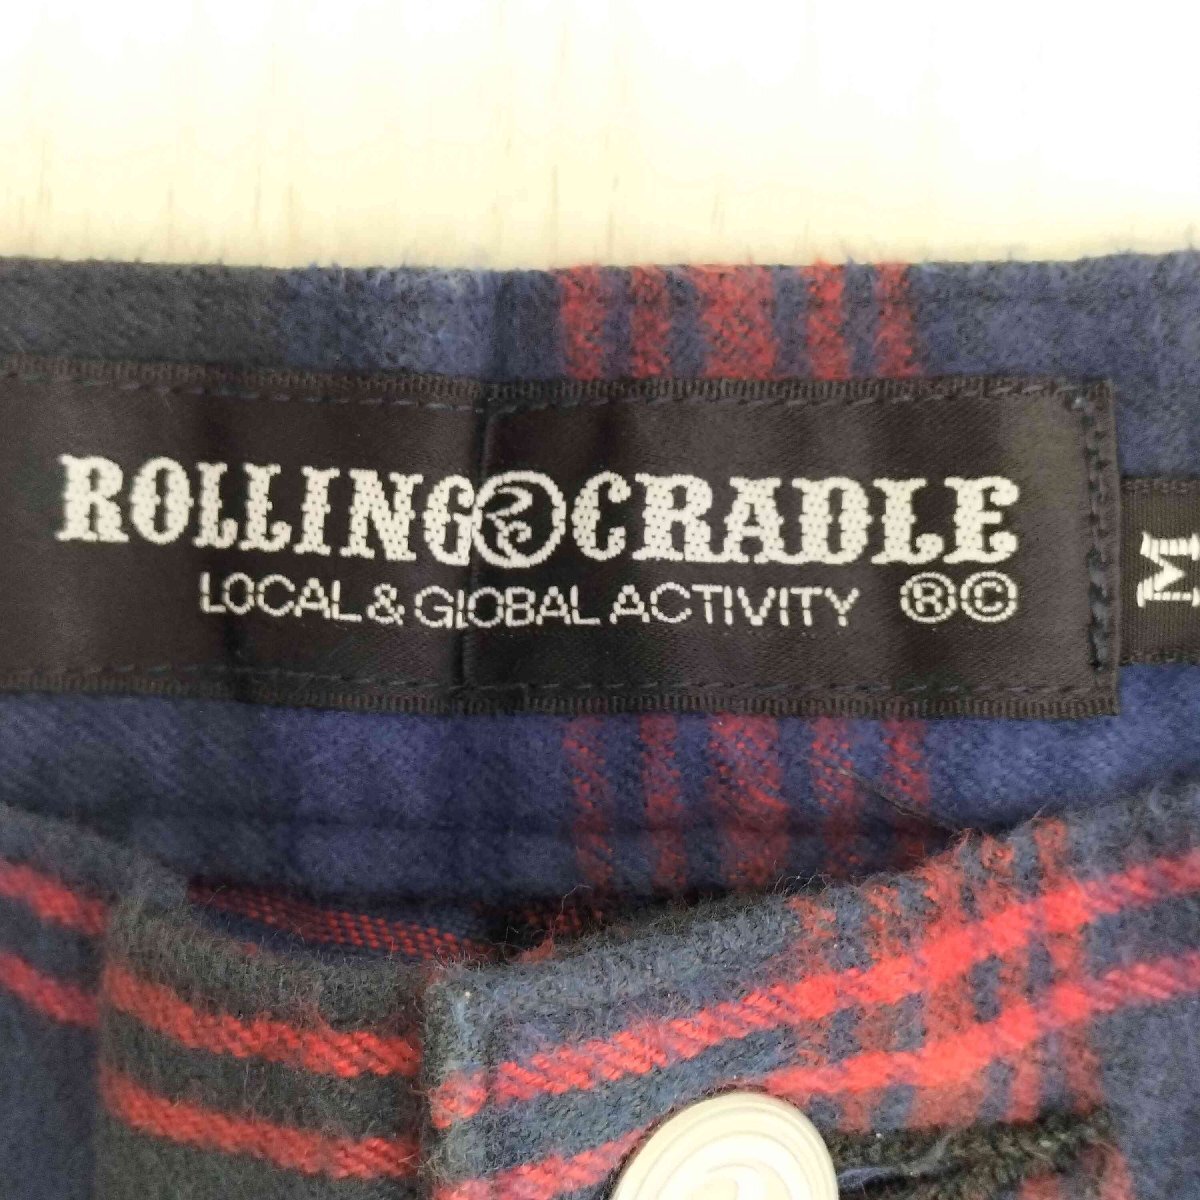 ROLLING CRADLE
LOCAL & GLOBAL ACTIVITY ®©
M